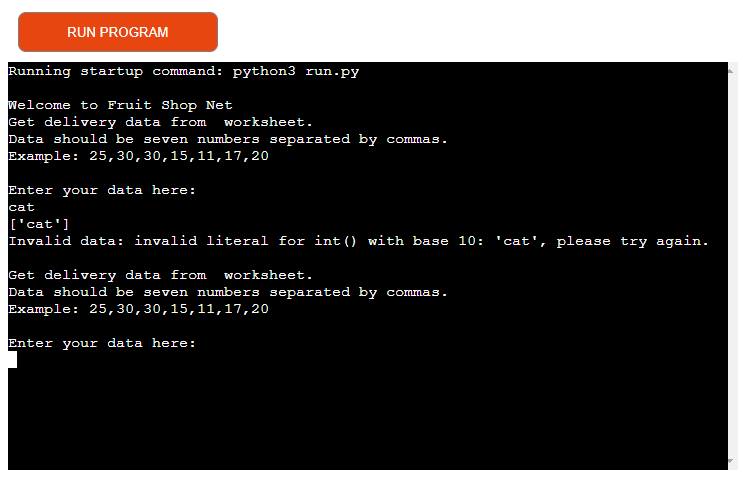 RUN PROGRAM
Running startup command: python3 run.py
Welcome to Fruit Shop Net
Get delivery data from  worksheet.
Data should be seven numbers separated by commas.
Example: 25,30,30,15,11,17,20
Enter your data here:
cat
['cat']
Invalid data: invalid literal for int() with base 10: 'cat', please try again.
Get delivery data from  worksheet.
Data should be seven numbers separated by commas.
Example: 25,30,30,15,11,17,20
Enter your data here: